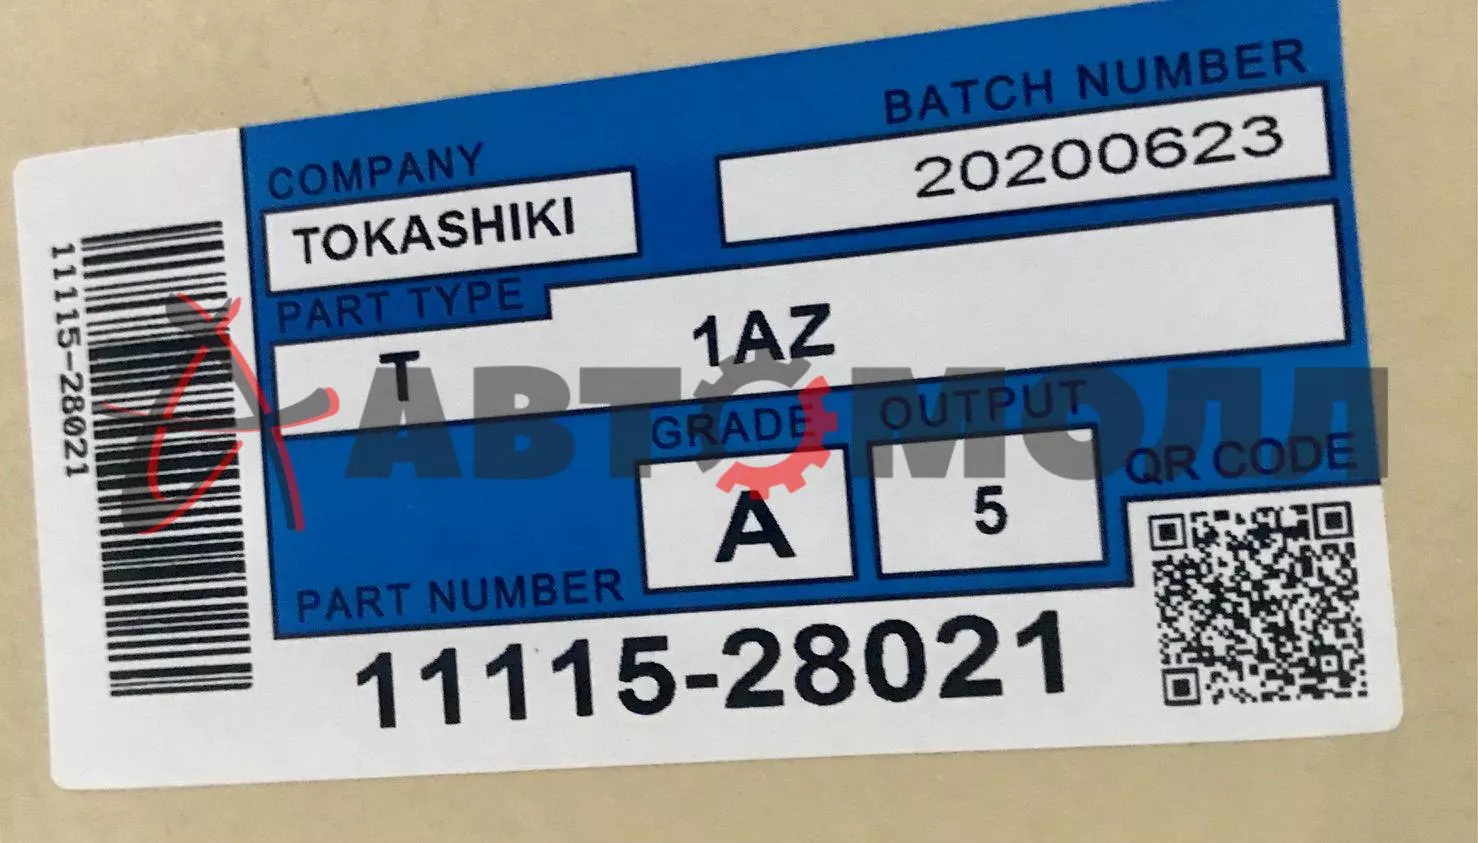 BATCH NUMBER
20200623
COMPANY
TOKASHIKI
PART TYPE
T 1AZ
GRADE
A
OUTPUT
5
QR CODE
PART NUMBER
11115-28021
11115-28021
АВТОМОЛЛ